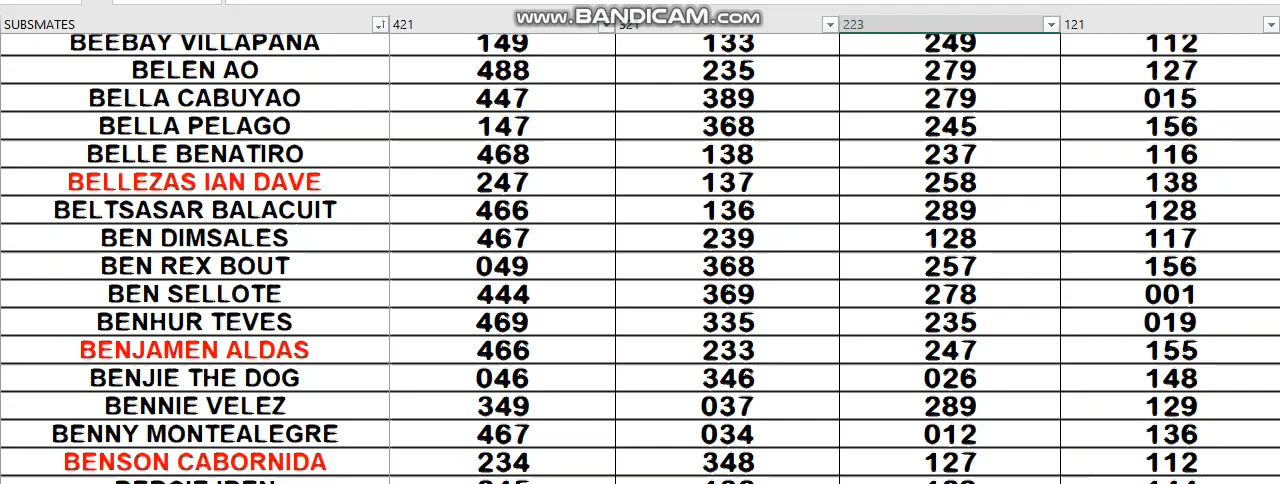 www.BANDICAM.com
SUBSMATES 421 321 223 121
BEEBAY VILLAPANA 149 133 249 112
BELEN AO 488 235 279 127
BELLA CABUYAO 447 389 279 015
BELLA PELAGO 147 368 245 156
BELLE BENATIRO 468 138 237 116
BELLEZAS IAN DAVE 247 137 258 138
BELTSASAR BALACUIT 466 136 289 128
BEN DIMSALES 467 239 128 117
BEN REX BOUT 049 368 257 156
BEN SELLOTE 444 369 278 001
BENHUR TEVES 469 335 235 019
BENJAMEN ALDAS 466 233 247 155
BENJIE THE DOG 046 346 026 148
BENNIE VELEZ 349 037 289 129
BENNY MONTEALEGRE 467 034 012 136
BENSON CABORNIDA 234 348 127 112